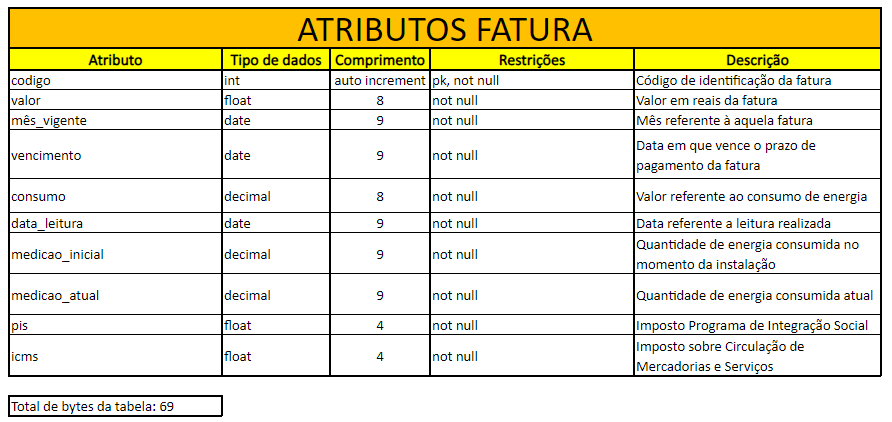 ATRIBUTOS FATURA
Atributo Tipo de dados Comprimento Restrições Descrição
codigo int auto increment pk, not null Código de identificação da fatura
valor float 8 not null Valor em reais da fatura
mês_vigente date 9 not null Mês referente à aquela fatura
vencimento date 9 not null Data em que vence o prazo de
pagamento da fatura
consumo decimal 8 not null Valor referente ao consumo de energia
data_leitura date 9 not null Data referente a leitura realizada
medicao_inicial decimal 9 not null Quantidade de energia consumida no
momento da instalação
medicao_atual decimal 9 not null Quantidade de energia consumida atual
pis float 4 not null Imposto Programa de Integração Social
icms float 4 not null Imposto sobre Circulação de
Mercadorias e Serviços
Total de bytes da tabela: 69